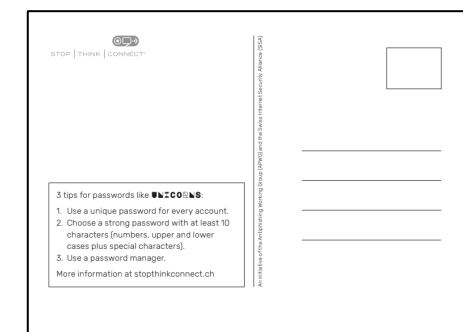 STOP | THINK | CONNECT®
3 tips for passwords like UNICORNS:
1. Use a unique password for every account.
2. Choose a strong password with at least 10
characters (numbers, upper and lower
cases plus special characters).
3. Use a password manager.
More information at stopthinkconnect.ch
An initiative of the Antiphishing Working Group (APWG) and the Swiss Internet Security Alliance (SISA)